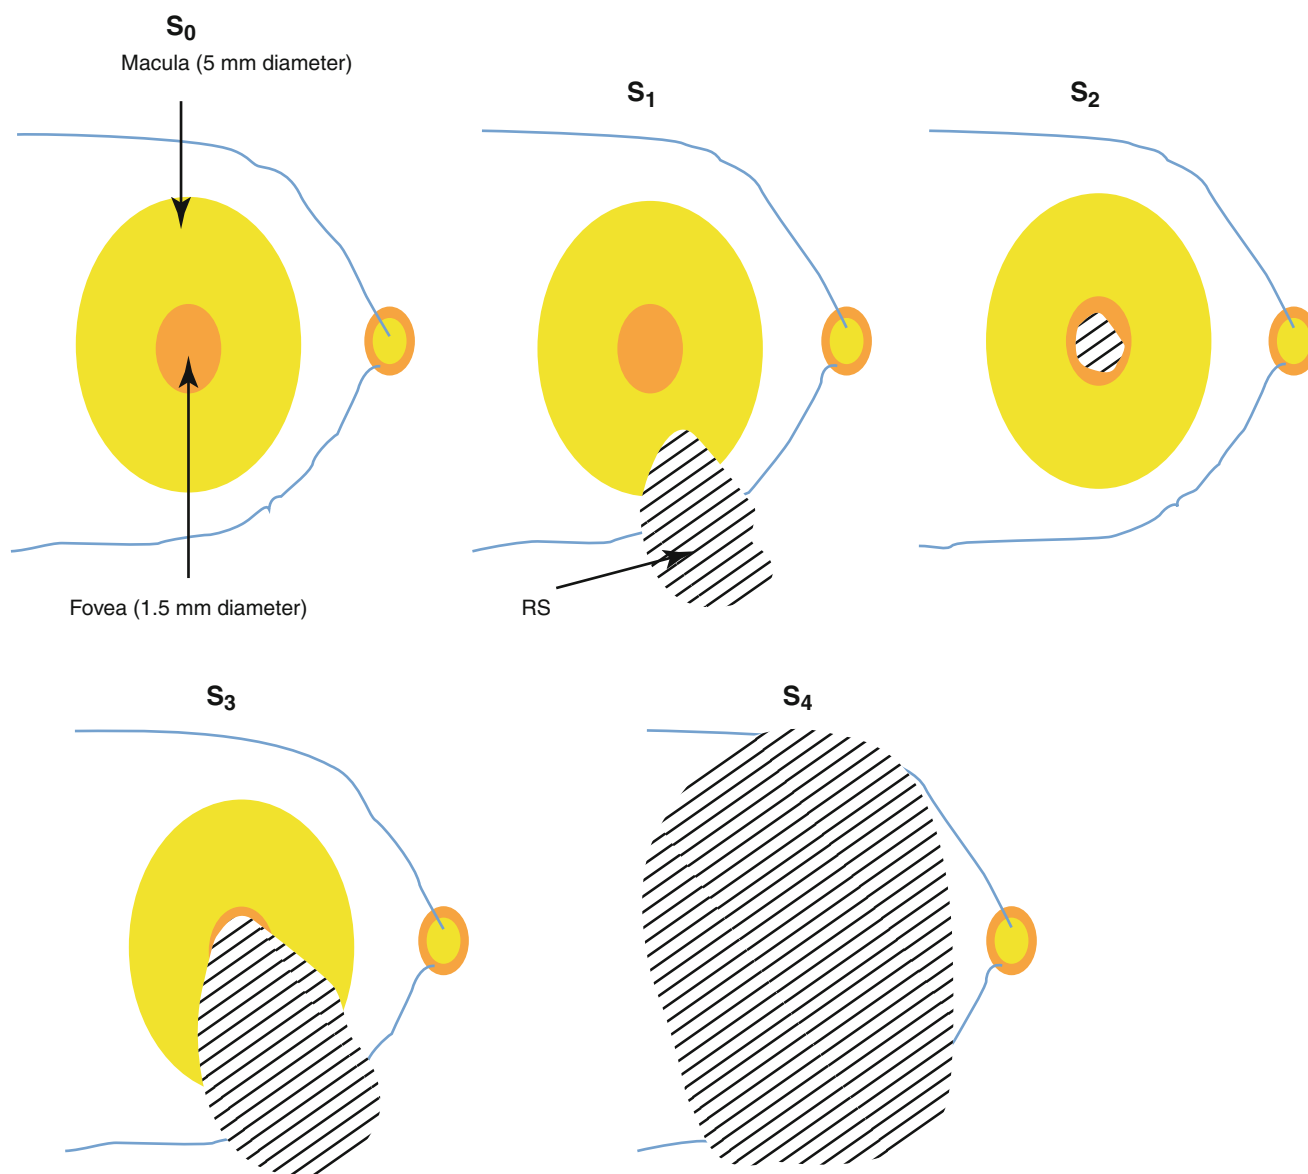 S0
Macula (5 mm diameter)
S1
S2
Fovea (1.5 mm diameter)
RS
S3
S4